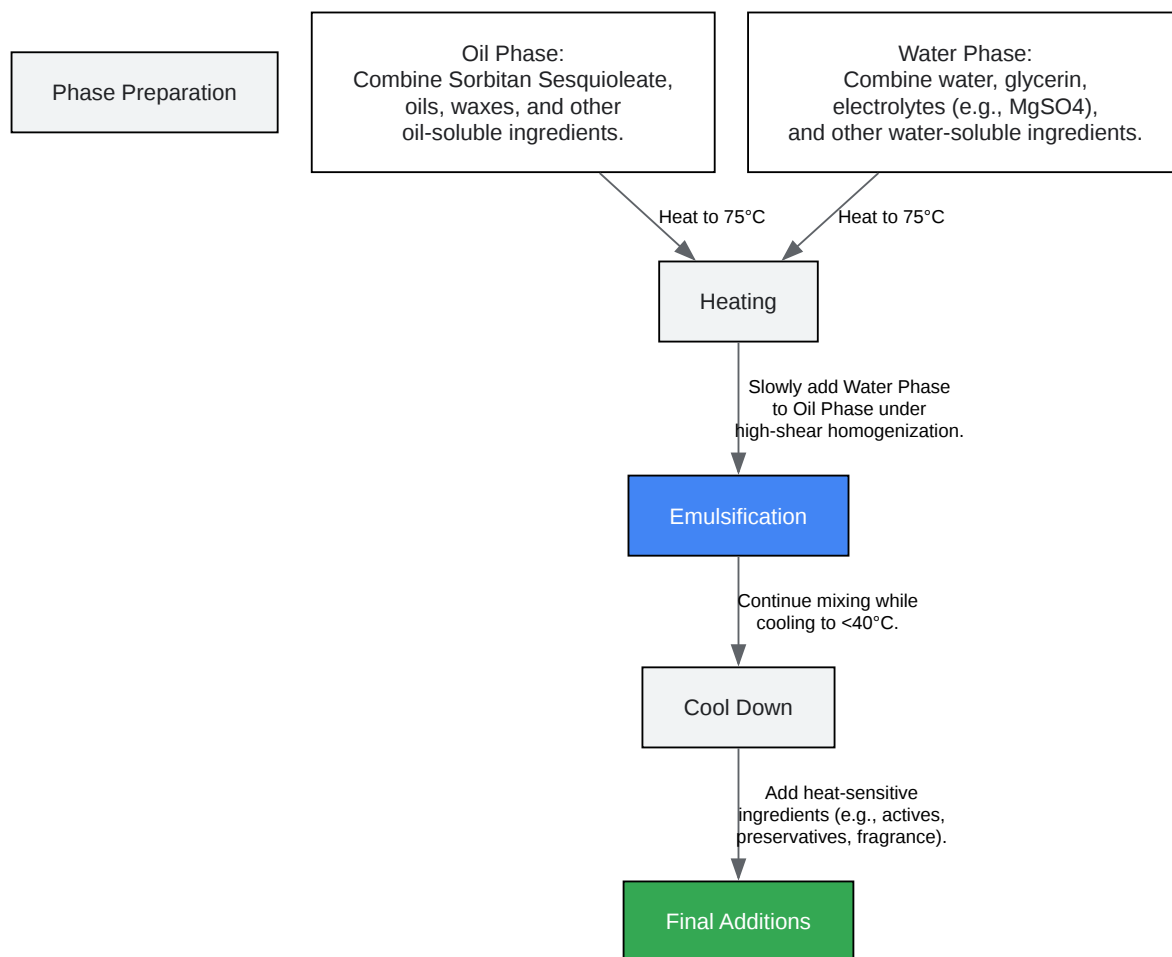 Phase Preparation
Oil Phase:
Combine Sorbitan Sesquioleate,
oils, waxes, and other
oil-soluble ingredients.
Water Phase:
Combine water, glycerin,
electrolytes (e.g., MgSO4),
and other water-soluble ingredients.
Heat to 75°C
Heat to 75°C
Heating
Slowly add Water Phase
to Oil Phase under
high-shear homogenization.
Emulsification
Continue mixing while
cooling to <40°C.
Cool Down
Add heat-sensitive
ingredients (e.g., actives,
preservatives, fragrance).
Final Additions